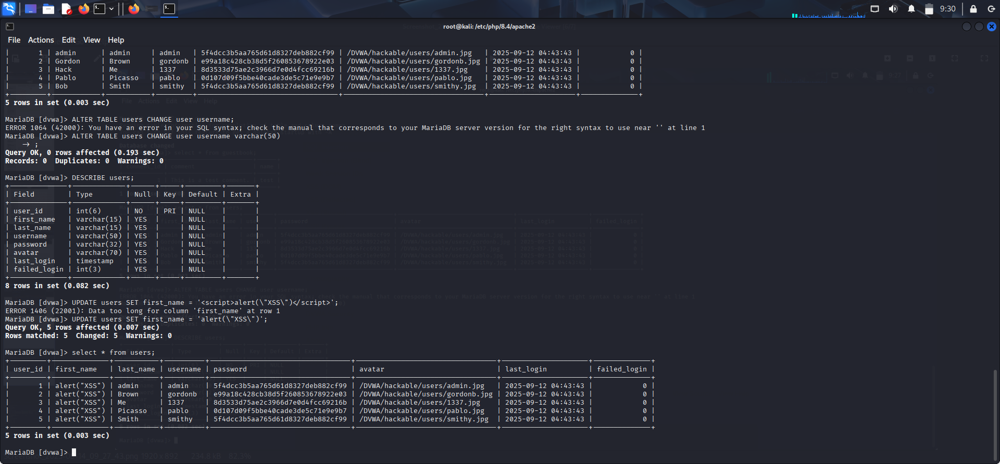 9:30
root@kali: /etc/php/8.4/apache2
File Actions Edit View Help
| 1 | admin | admin | admin | 5f4dcc3b5aa765d61d8327deb882cf99 | /DVWA/hackable/users/admin.jpg | 2025-09-12 04:43:43 | 0 |
| 2 | Gordon | Brown | gordonb | e99a18c428cb38d5f260853678922e03 | /DVWA/hackable/users/gordonb.jpg | 2025-09-12 04:43:43 | 0 |
| 3 | Hack | Me | 1337 | 8d3533d75ae2c3966d7e0d4fcc69216b | /DVWA/hackable/users/1337.jpg | 2025-09-12 04:43:43 | 0 |
| 4 | Pablo | Picasso | pablo | 0d107d09f5bbe40cade3de5c71e9e9b7 | /DVWA/hackable/users/pablo.jpg | 2025-09-12 04:43:43 | 0 |
| 5 | Bob | Smith | smithy | 5f4dcc3b5aa765d61d8327deb882cf99 | /DVWA/hackable/users/smithy.jpg | 2025-09-12 04:43:43 | 0 |
5 rows in set (0.003 sec)
MariaDB [dvwa]> ALTER TABLE users CHANGE user username;
ERROR 1064 (42000): You have an error in your SQL syntax; check the manual that corresponds to your MariaDB server version for the right syntax to use near '' at line 1
MariaDB [dvwa]> ALTER TABLE users CHANGE user username varchar(50)
-> ;
Query OK, 0 rows affected (0.193 sec)
Records: 0 Duplicates: 0 Warnings: 0
MariaDB [dvwa]> DESCRIBE users;
| Field | Type | Null | Key | Default | Extra |
| user_id | int(6) | NO | PRI | NULL | |
| first_name | varchar(15) | YES | | NULL | |
| last_name | varchar(15) | YES | | NULL | |
| username | varchar(50) | YES | | NULL | |
| password | varchar(32) | YES | | NULL | |
| avatar | varchar(70) | YES | | NULL | |
| last_login | timestamp | YES | | NULL | |
| failed_login | int(3) | YES | | NULL | |
8 rows in set (0.082 sec)
MariaDB [dvwa]> UPDATE users SET first_name = '<script>alert(\"XSS\")</script>';
ERROR 1406 (22001): Data too long for column 'first_name' at row 1
MariaDB [dvwa]> UPDATE users SET first_name = 'alert(\"XSS\")';
Query OK, 5 rows affected (0.007 sec)
Rows matched: 5 Changed: 5 Warnings: 0
MariaDB [dvwa]> select * from users;
| user_id | first_name | last_name | username | password | avatar | last_login | failed_login |
| 1 | alert("XSS") | admin | admin | 5f4dcc3b5aa765d61d8327deb882cf99 | /DVWA/hackable/users/admin.jpg | 2025-09-12 04:43:43 | 0 |
| 2 | alert("XSS") | Brown | gordonb | e99a18c428cb38d5f260853678922e03 | /DVWA/hackable/users/gordonb.jpg | 2025-09-12 04:43:43 | 0 |
| 3 | alert("XSS") | Me | 1337 | 8d3533d75ae2c3966d7e0d4fcc69216b | /DVWA/hackable/users/1337.jpg | 2025-09-12 04:43:43 | 0 |
| 4 | alert("XSS") | Picasso | pablo | 0d107d09f5bbe40cade3de5c71e9e9b7 | /DVWA/hackable/users/pablo.jpg | 2025-09-12 04:43:43 | 0 |
| 5 | alert("XSS") | Smith | smithy | 5f4dcc3b5aa765d61d8327deb882cf99 | /DVWA/hackable/users/smithy.jpg | 2025-09-12 04:43:43 | 0 |
5 rows in set (0.003 sec)
MariaDB [dvwa]>